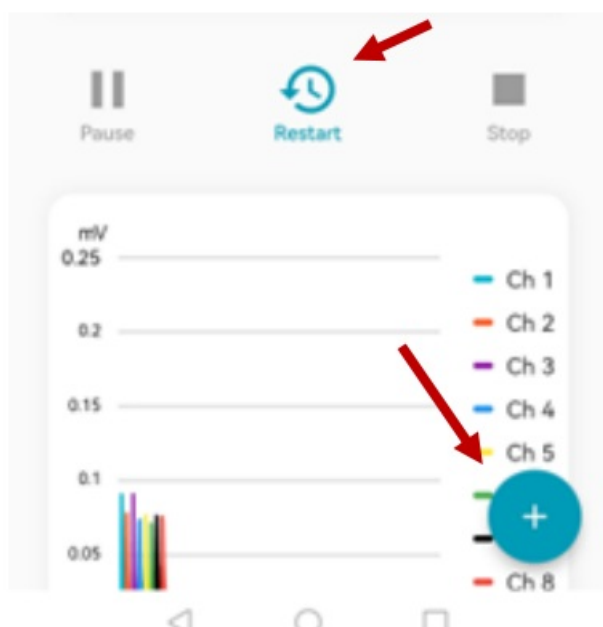 Pause
Restart
Stop
mV
0.25
Ch 1
0.2
Ch 2
Ch 3
0.15
Ch 4
Ch 5
0.1
+
0.05
Ch 8